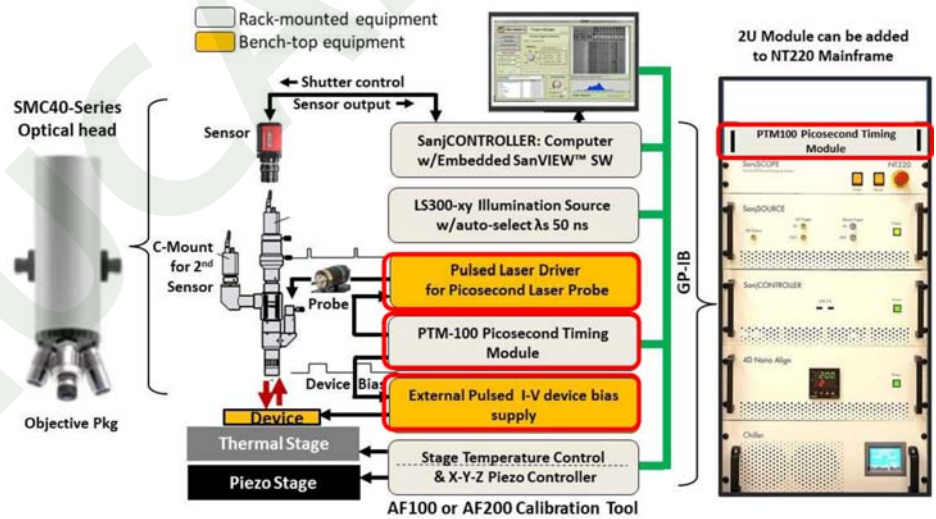 Rack-mounted equipment
Bench-top equipment
2U Module can be added
to NT220 Mainframe
SMC40-Series
Optical head
Shutter control
Sensor output
Sensor
SanjCONTROLLER: Computer
w/Embedded SanVIEW™ SW
PTM100 Picosecond Timing
Module
SanjSCOPE
NT220
LS300-xy Illumination Source
w/auto-select λs 50 ns
SanjSOURCE
C-Mount
for 2nd
Sensor
Probe
Pulsed Laser Driver
for Picosecond Laser Probe
GP-IB
SanjCONTROLLER
PTM-100 Picosecond Timing
Module
Device Bias
4D Nano Align
External Pulsed I-V device bias
supply
Objective Pkg
Device
Thermal Stage
Piezo Stage
Stage Temperature Control
& X-Y-Z Piezo Controller
Chiller
AF100 or AF200 Calibration Tool